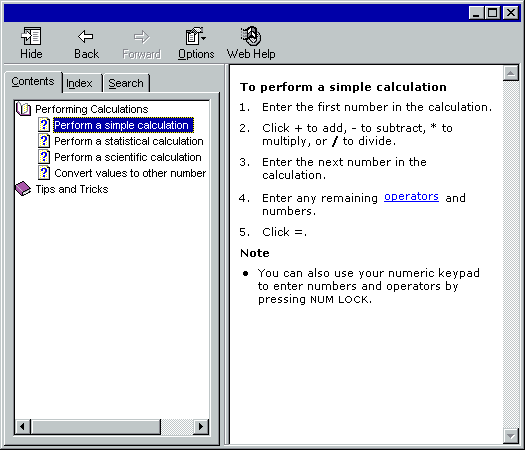 Hide Back Forward Options Web Help
Contents Index Search
Performing Calculations
Perform a simple calculation
Perform a statistical calculation
Perform a scientific calculation
Convert values to other number
Tips and Tricks
To perform a simple calculation
1. Enter the first number in the calculation.
2. Click + to add, - to subtract, * to
multiply, or / to divide.
3. Enter the next number in the
calculation.
4. Enter any remaining operators and
numbers.
5. Click =.
Note
• You can also use your numeric keypad
to enter numbers and operators by
pressing NUM LOCK.